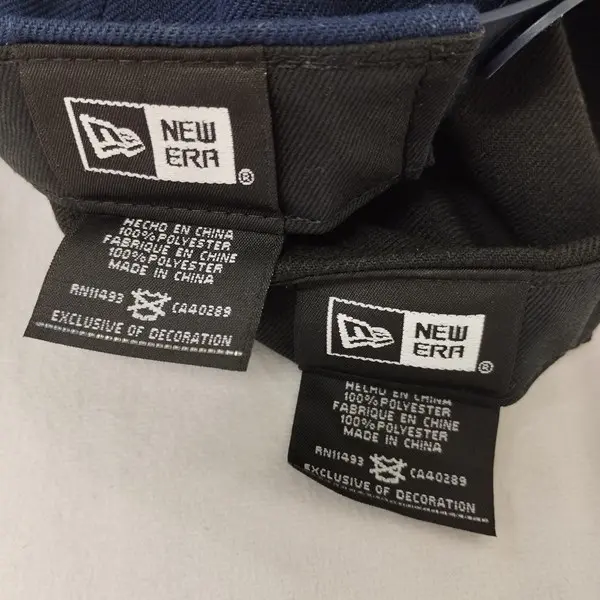 NEW
ERA
®
HECHO EN CHINA
100% POLYESTER
FABRIQUE EN CHINE
100% POLYESTER
MADE IN CHINA
RN11493 CA40289
EXCLUSIVE OF DECORATION
NEW
ERA
®
HECHO EN CHINA
100% POLYESTER
FABRIQUE EN CHINE
100% POLYESTER
MADE IN CHINA
RN11493 CA40289
EXCLUSIVE OF DECORATION